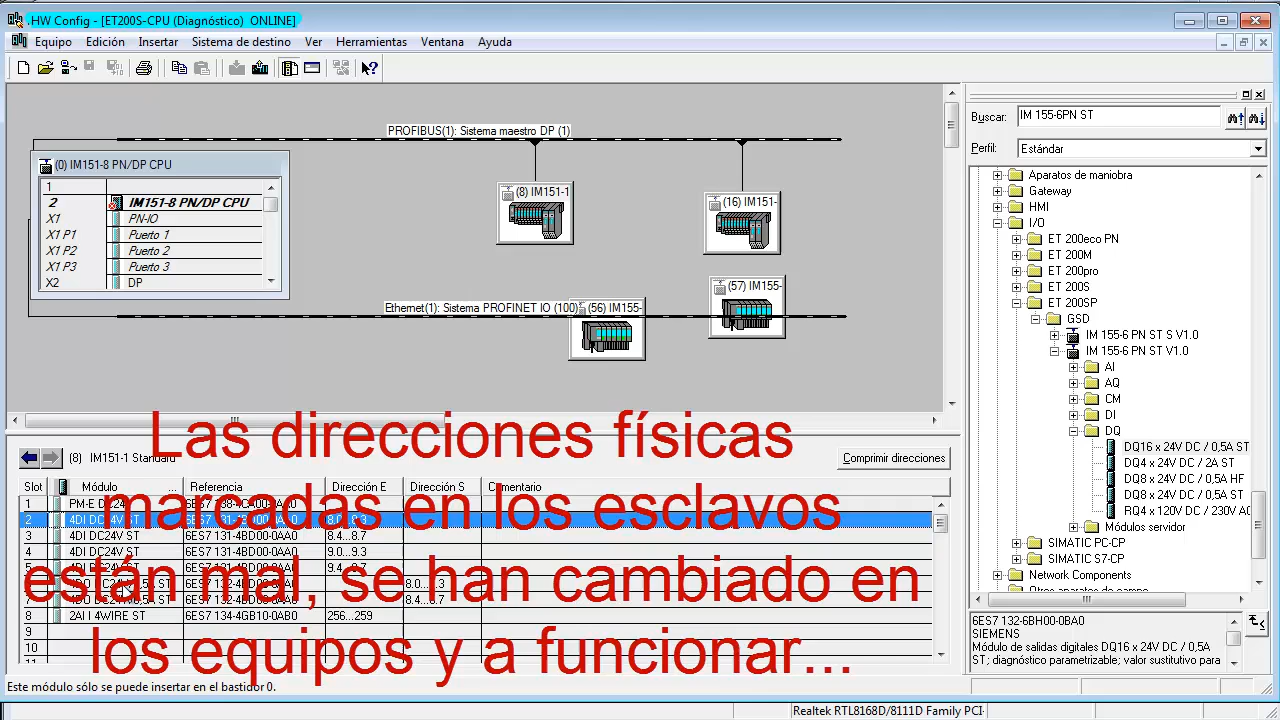 HW Config - [ET200S-CPU (Diagnóstico) ONLINE]
Equipo Edición Insertar Sistema de destino Ver Herramientas Ventana Ayuda
PROFIBUS(1): Sistema maestro DP (1)
(0) IM151-8 PN/DP CPU
1
2 IM151-8 PN/DP CPU
X1 PN-IO
X1 P1 Puerto 1
X1 P2 Puerto 2
X1 P3 Puerto 3
X2 DP
(8) IM151-1
(16) IM151-
Ethernet(1): Sistema PROFINET IO (100)
(56) IM155-
(57) IM155-
Buscar: IM 155-6PN ST
Perfil: Estándar
Aparatos de maniobra
Gateway
HMI
I/O
ET 200eco PN
ET 200M
ET 200pro
ET 200S
ET 200SP
GSD
IM 155-6 PN ST S V1.0
IM 155-6 PN ST V1.0
AI
AQ
CM
DI
DQ
DQ16 x 24V DC / 0,5A ST
DQ4 x 24V DC / 2A ST
DQ8 x 24V DC / 0,5A HF
DQ8 x 24V DC / 0,5A ST
RQ4 x 120V DC / 230V AC
Módulos servidor
SIMATIC PC-CP
SIMATIC S7-CP
Network Components
6ES7 132-6BH00-0BA0
SIEMENS
Módulo de salidas digitales DQ16 x 24V DC/0,5A
ST; diagnóstico parametrizable, valor sustitutivo para
Las direcciones físicas
marcadas en los esclavos
están mal, se han cambiado en
los equipos y a funcionar...
(8) IM151-1 Standard
Comprimir direcciones
Slot Módulo ... Referencia Dirección E Dirección S Comentario
1 PM-E DC24V
2 4DI DC24V ST
3 4DI DC24V ST 6ES7 131-4BD00-0AA0 8.4...8.7
4 4DI DC24V ST 6ES7 131-4BD00-0AA0 9.0...9.3
8 2AI I 4WIRE ST 6ES7 134-4GB10-0AB0 256...259
9
10
11
Este módulo sólo se puede insertar en el bastidor 0.
Realtek RTL8168D/8111D Family PCI-